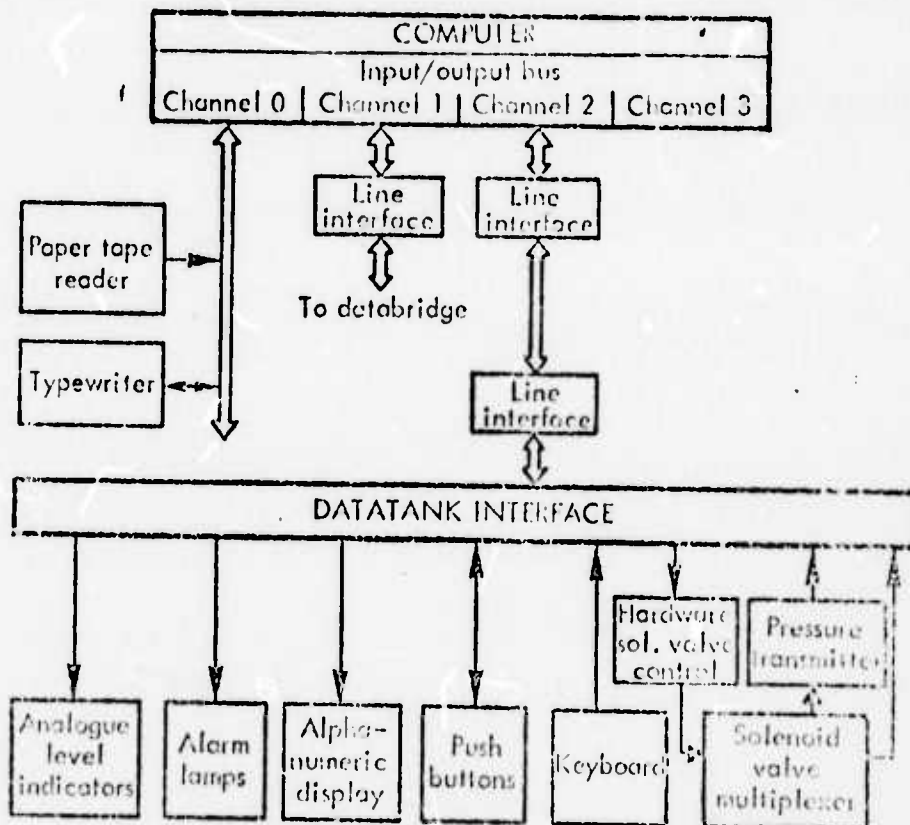 COMPUTER
Input/output bus
Channel 0 Channel 1 Channel 2 Channel 3
Line
interface
Line
interface
Paper tape
reader
To databridge
Typewriter
Line
interface
DATATANK INTERFACE
Hardware
sol. valve
control
Pressure
transmitter
Analogue
level
indicators
Alarm
lamps
Alpha-
numeric
display
Push
buttons
Keyboard
Solenoid
valve
multiplexer